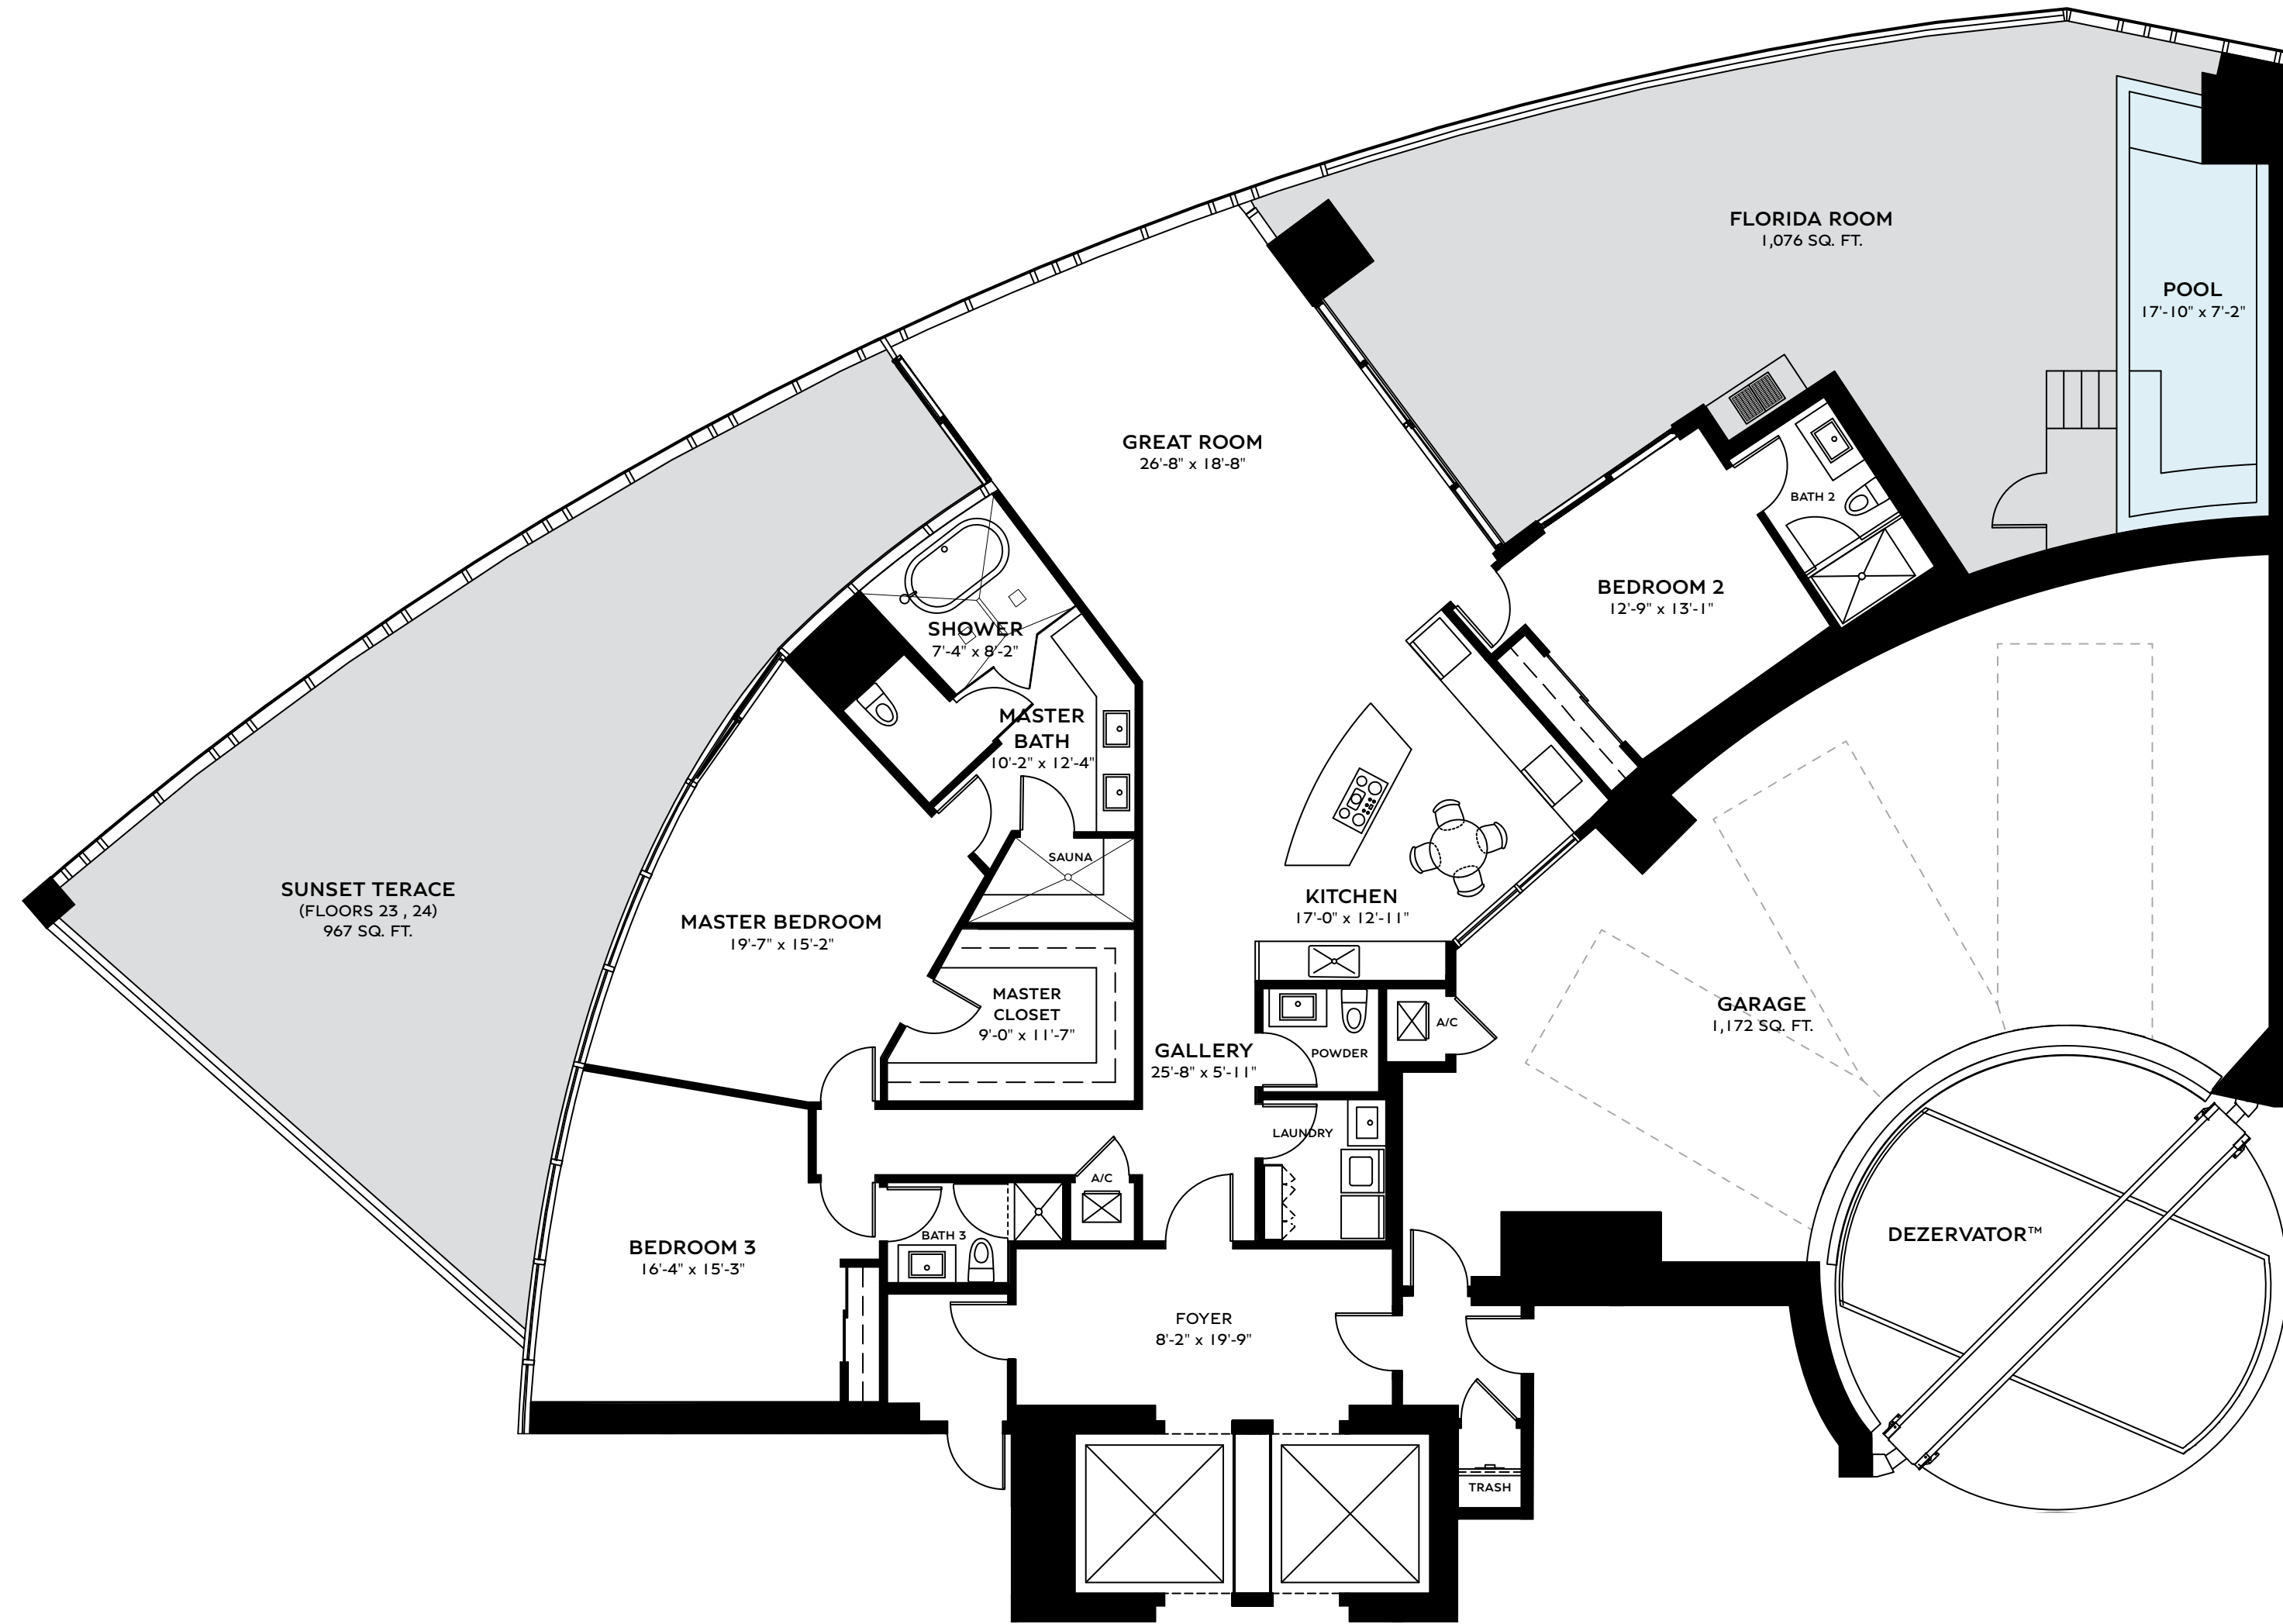 FLORIDA ROOM
1,076 SQ. FT.
POOL
17'-10" x 7'-2"
GREAT ROOM
26'-8" x 18'-8"
BATH 2
BEDROOM 2
12'-9" x 13'-1"
SHOWER
7'-4" x 8'-2"
MASTER
BATH
10'-2" x 12'-4"
SAUNA
SUNSET TERACE
(FLOORS 23 , 24)
967 SQ. FT.
MASTER BEDROOM
19'-7" x 15'-2"
KITCHEN
17'-0" x 12'-11"
MASTER
CLOSET
9'-0" x 11'-7"
GARAGE
1,172 SQ. FT.
A/C
GALLERY
25'-8" x 5'-11"
POWDER
LAUNDRY
A/C
BATH 3
BEDROOM 3
16'-4" x 15'-3"
DEZERVATOR™
FOYER
8'-2" x 19'-9"
TRASH